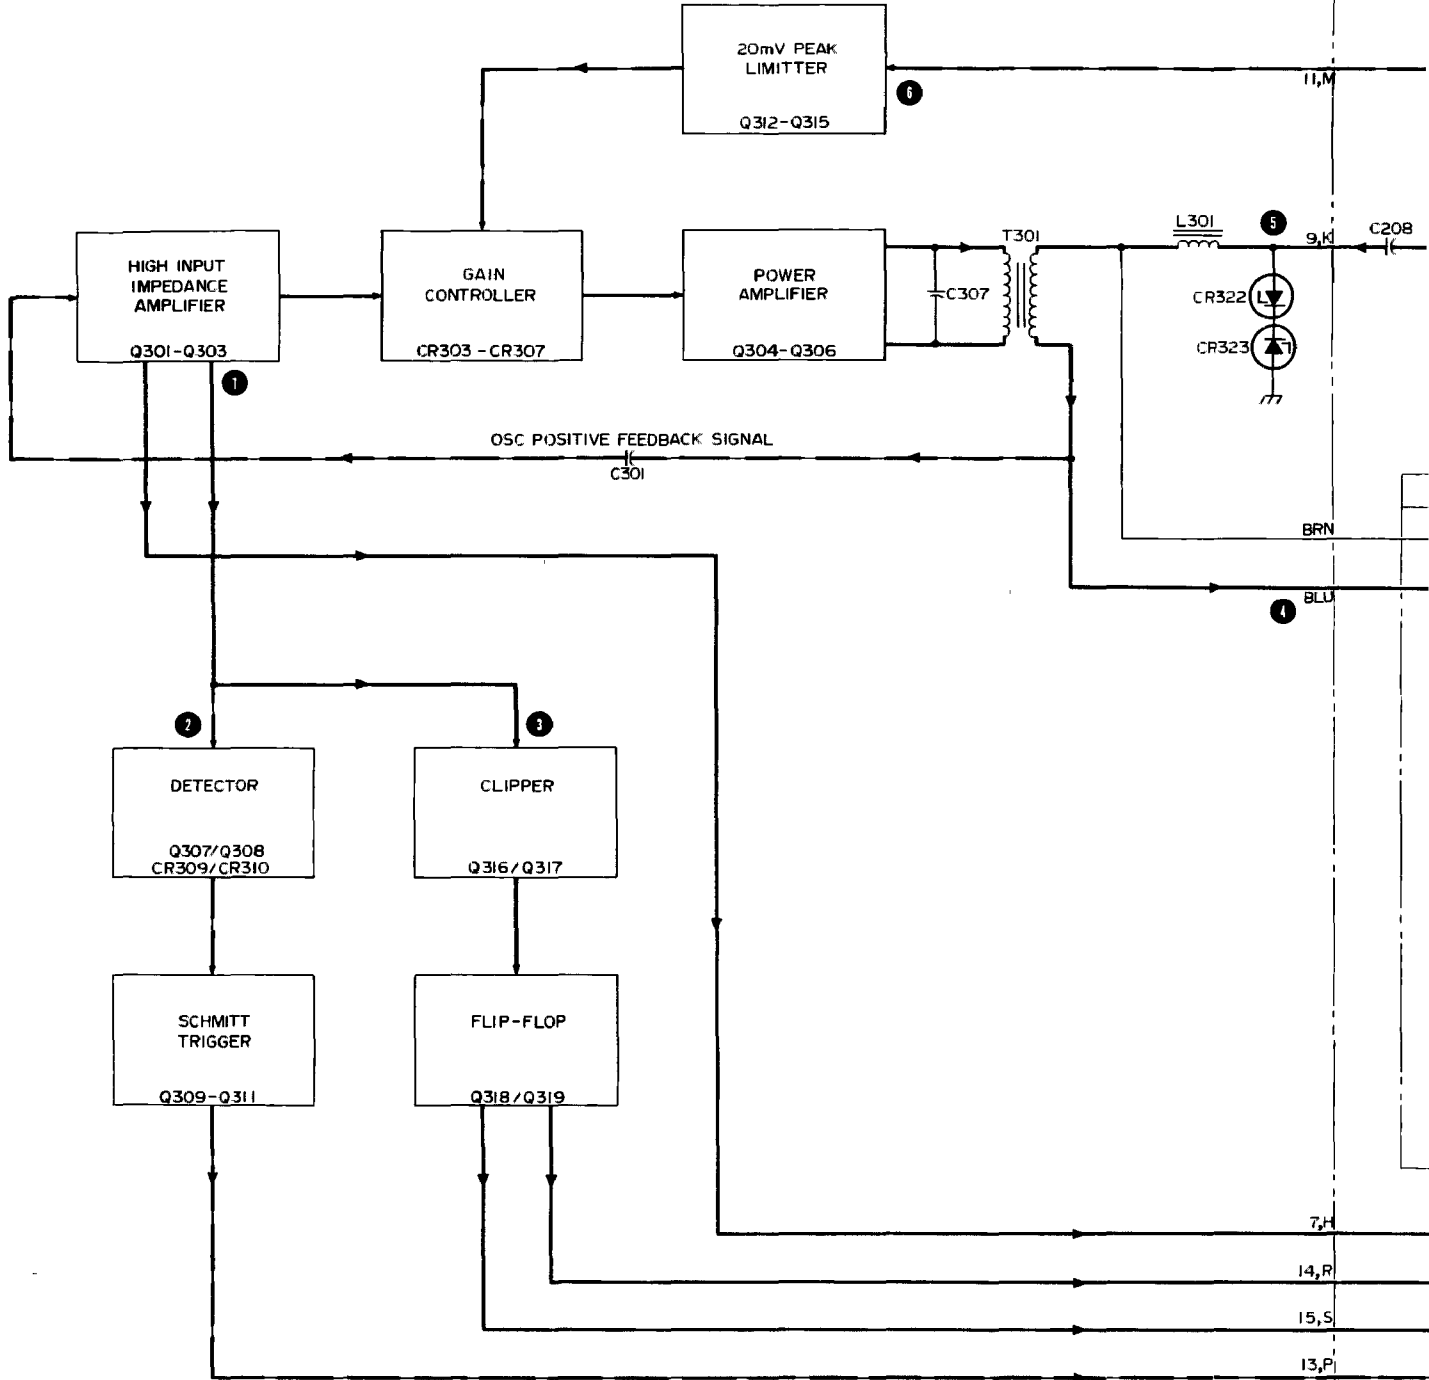 20mV PEAK
LIMITTER
Q312-Q315
6
11,M
HIGH INPUT
IMPEDANCE
AMPLIFIER
Q301-Q303
1
GAIN
CONTROLLER
CR303-CR307
POWER
AMPLIFIER
Q304-Q306
C307
T301
L301
5
9,K
C208
CR322
CR323
OSC POSITIVE FEEDBACK SIGNAL
C301
BRN
BLU
4
2
3
DETECTOR
Q307/Q308
CR309/CR310
CLIPPER
Q316/Q317
SCHMITT
TRIGGER
Q309-Q311
FLIP-FLOP
Q318/Q319
7,H
14,R
15,S
13,P